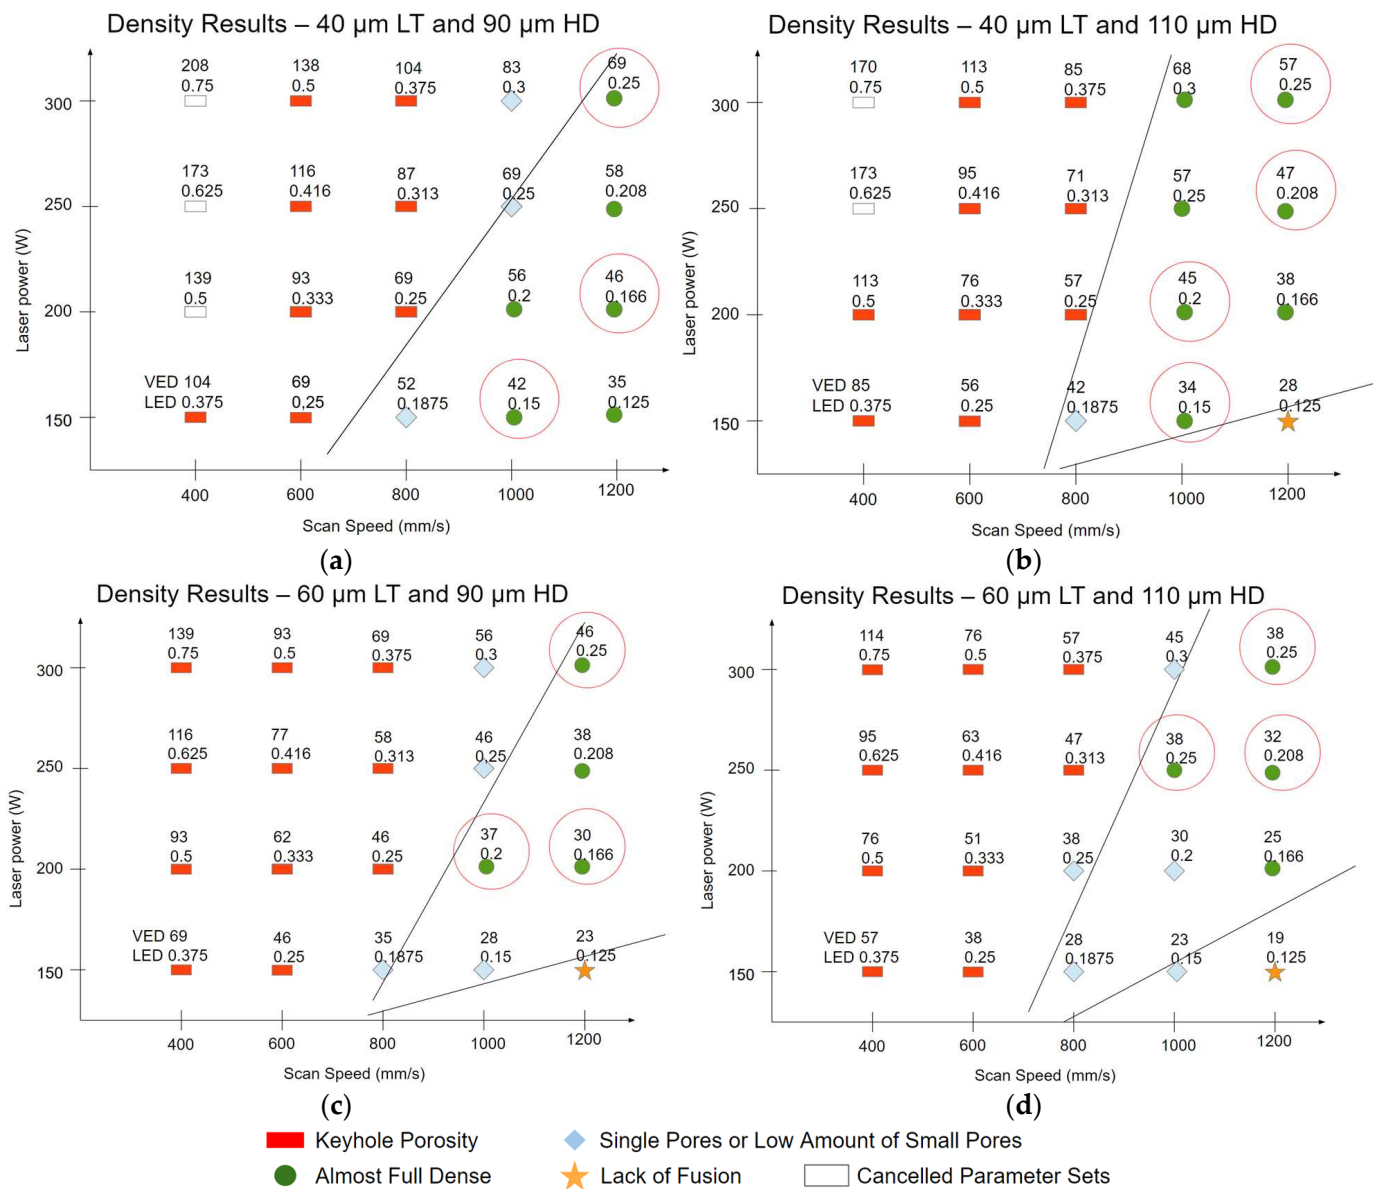 Density Results – 40 µm LT and 90 µm HD
208 138 104 83 69
0.75 0.5 0.375 0.3 0.25
300
173 116 87 69 58
0.625 0.416 0.313 0.25 0.208
250
139 93 69 56 46
0.5 0.333 0.25 0.2 0.166
200
VED 104 69 52 42 35
LED 0.375 0.25 0.1875 0.15 0.125
150
Laser power (W)
400 600 800 1000 1200
Scan Speed (mm/s)
(a)
Density Results – 40 µm LT and 110 µm HD
170 113 85 68 57
0.75 0.5 0.375 0.3 0.25
300
173 95 71 57 47
0.625 0.416 0.313 0.25 0.208
250
113 76 57 45 38
0.5 0.333 0.25 0.2 0.166
200
VED 85 56 42 34 28
LED 0.375 0.25 0.1875 0.15 0.125
150
Laser power (W)
400 600 800 1000 1200
Scan Speed (mm/s)
(b)
Density Results – 60 µm LT and 90 µm HD
139 93 69 56 46
0.75 0.5 0.375 0.3 0.25
300
116 77 58 46 38
0.625 0.416 0.313 0.25 0.208
250
93 62 46 37 30
0.5 0.333 0.25 0.2 0.166
200
VED 69 46 35 28 23
LED 0.375 0.25 0.1875 0.15 0.125
150
Laser power (W)
400 600 800 1000 1200
Scan Speed (mm/s)
(c)
Density Results – 60 µm LT and 110 µm HD
114 76 57 45 38
0.75 0.5 0.375 0.3 0.25
300
95 63 47 38 32
0.625 0.416 0.313 0.25 0.208
250
76 51 38 30 25
0.5 0.333 0.25 0.2 0.166
200
VED 57 38 28 23 19
LED 0.375 0.25 0.1875 0.15 0.125
150
Laser power (W)
400 600 800 1000 1200
Scan Speed (mm/s)
(d)
Keyhole Porosity Single Pores or Low Amount of Small Pores
Almost Full Dense Lack of Fusion Cancelled Parameter Sets